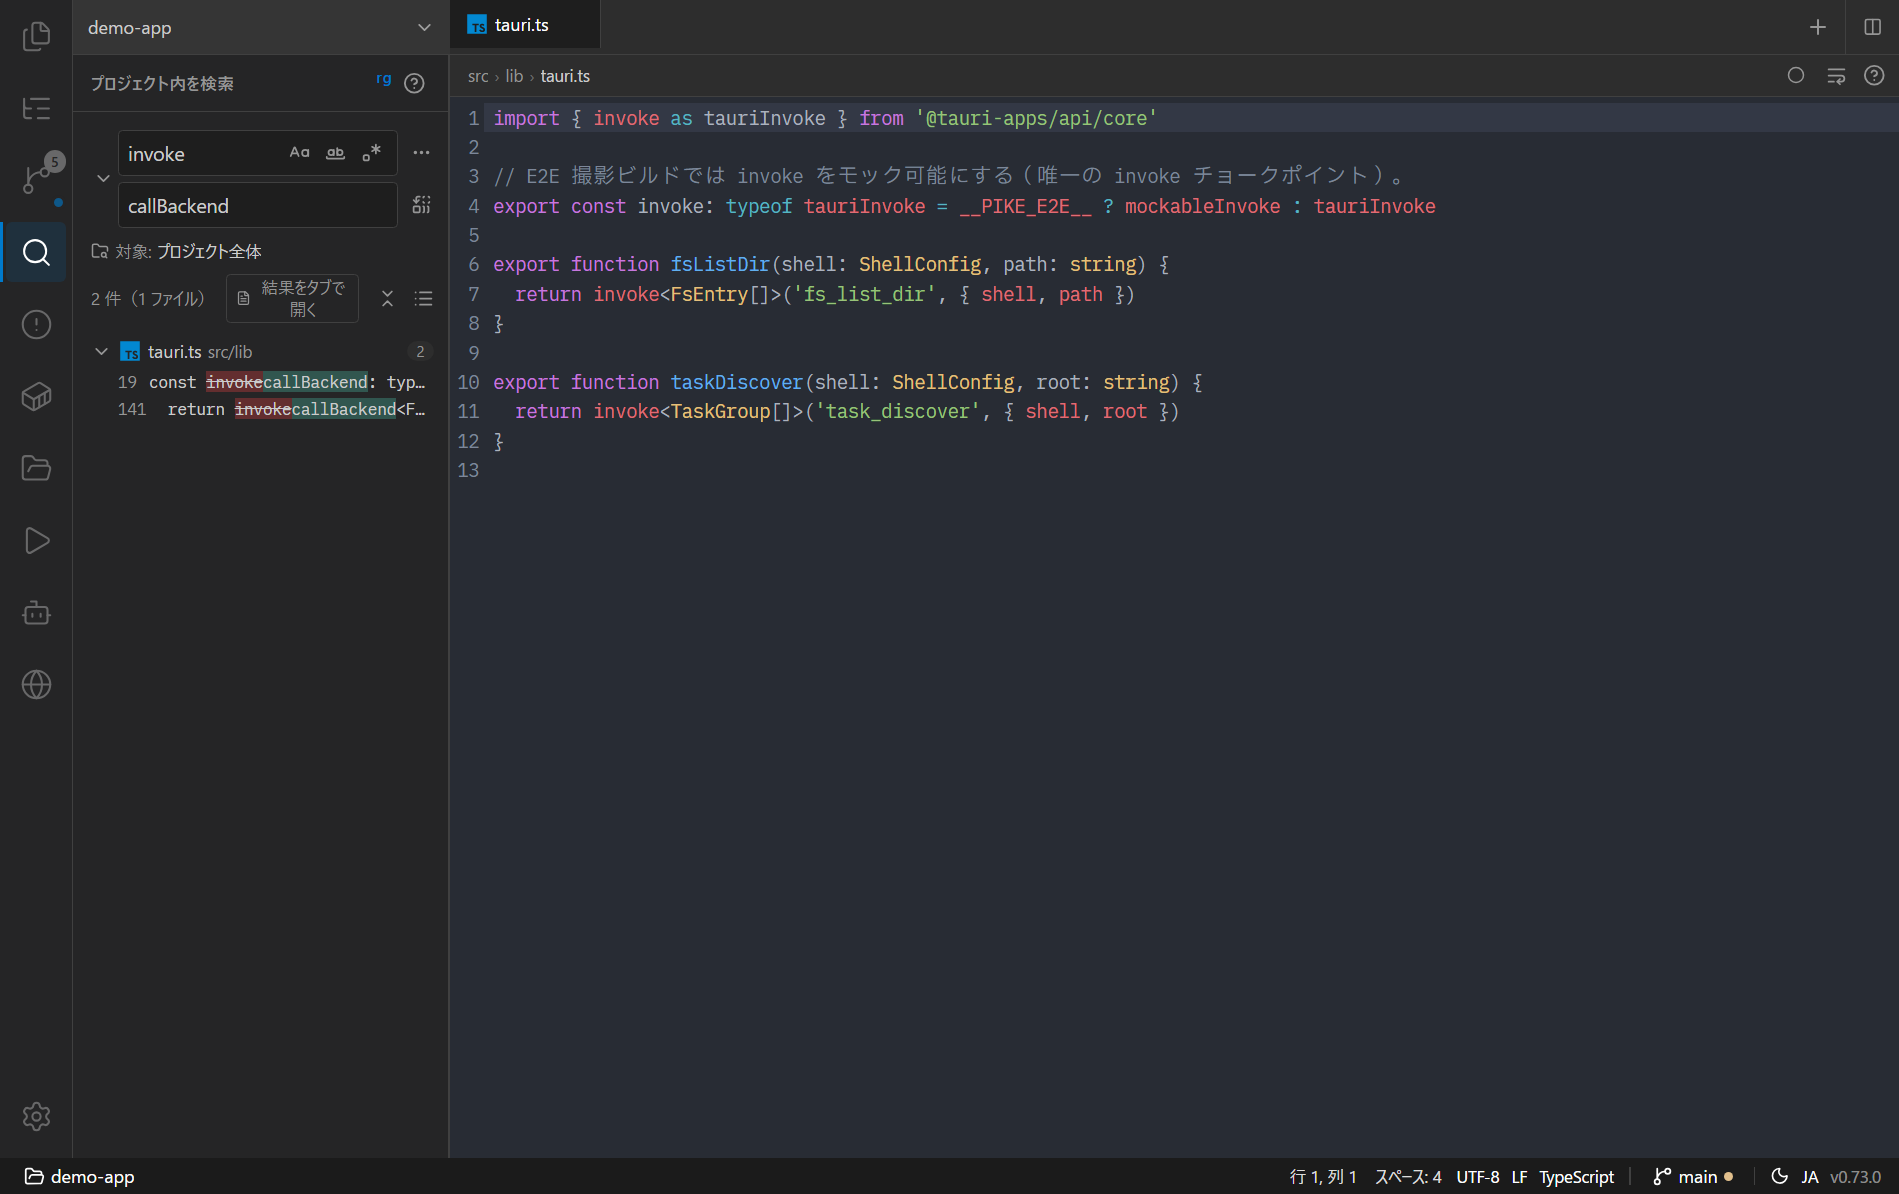 demo-app
TS tauri.ts
プロジェクト内を検索
rg
src › lib › tauri.ts
invoke
Aa
ab
callBackend
5
対象: プロジェクト全体
2 件 (1 ファイル)
結果をタブで
開く
TS tauri.ts src/lib
2
19 const invokecallBackend: typ…
141 return invokecallBackend<F…
1 import { invoke as tauriInvoke } from '@tauri-apps/api/core'
2
3 // E2E 撮影ビルドでは invoke をモック可能にする（唯一の invoke チョークポイント）。
4 export const invoke: typeof tauriInvoke = __PIKE_E2E__ ? mockableInvoke : tauriInvoke
5
6 export function fsListDir(shell: ShellConfig, path: string) {
7 return invoke<FsEntry[]>('fs_list_dir', { shell, path })
8 }
9
10 export function taskDiscover(shell: ShellConfig, root: string) {
11 return invoke<TaskGroup[]>('task_discover', { shell, root })
12 }
13
demo-app
行 1, 列 1
スペース: 4
UTF-8
LF
TypeScript
main
JA
v0.73.0